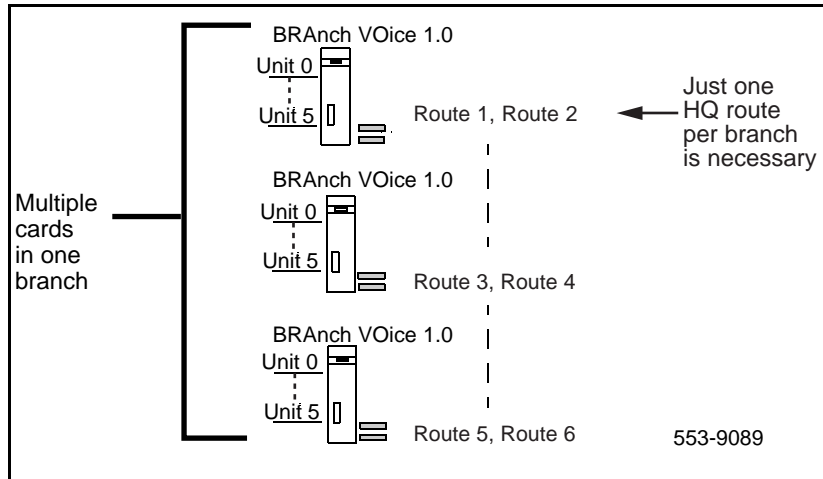 BRAnch VOice 1.0
Unit 0
Unit 5
Route 1, Route 2
Just one
HQ route
per branch
is necessary
BRAnch VOice 1.0
Unit 0
Unit 5
Route 3, Route 4
Multiple
cards
in one
branch
BRAnch VOice 1.0
Unit 0
Unit 5
Route 5, Route 6
553-9089